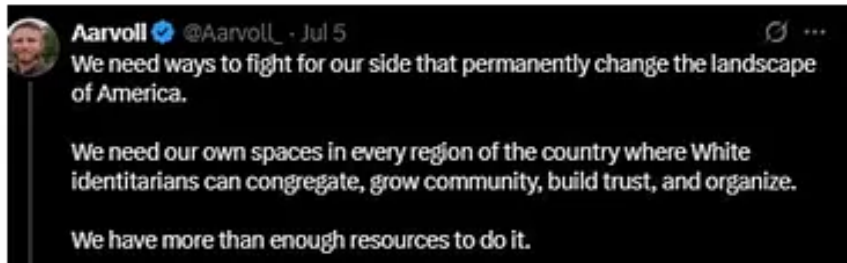 Aarvoll @Aarvoll_ · Jul 5
We need ways to fight for our side that permanently change the landscape
of America.
We need our own spaces in every region of the country where White
identitarians can congregate, grow community, build trust, and organize.
We have more than enough resources to do it.